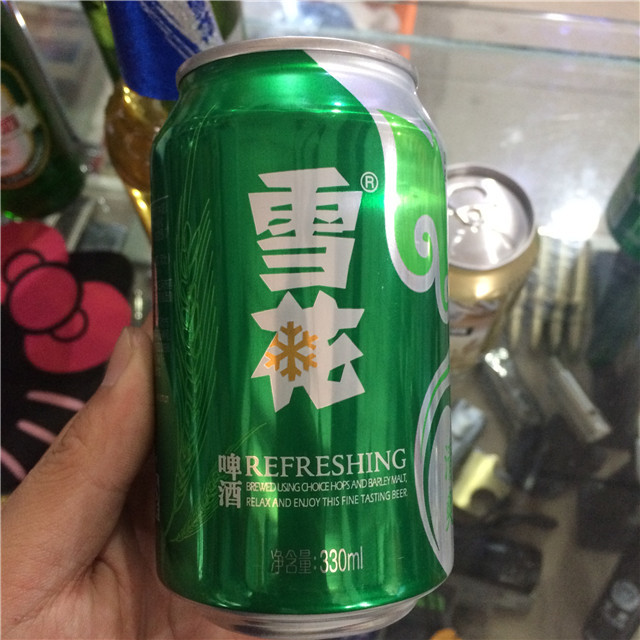 雪花®
啤酒
REFRESHING
BREWED USING CHOICE HOPS AND BARLEY MALT,
RELAX AND ENJOY THIS FINE TASTING BEER.
净含量:330ml